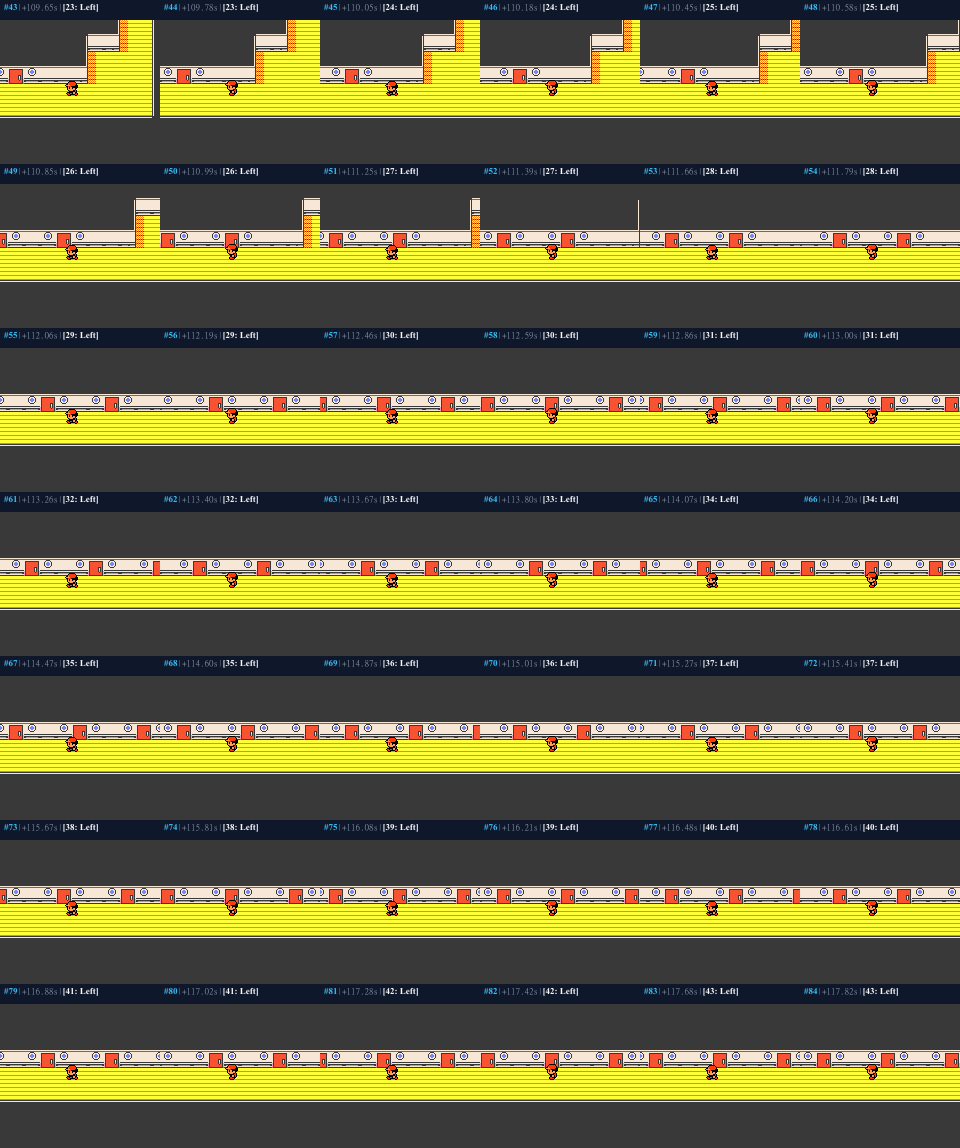 #43|+109.65s|[23: Left] #44|+109.78s|[23: Left] #45|+110.05s|[24: Left] #46|+110.18s|[24: Left] #47|+110.45s|[25: Left] #48|+110.58s|[25: Left]
#49|+110.85s|[26: Left] #50|+110.99s|[26: Left] #51|+111.25s|[27: Left] #52|+111.39s|[27: Left] #53|+111.66s|[28: Left] #54|+111.79s|[28: Left]
#55|+112.06s|[29: Left] #56|+112.19s|[29: Left] #57|+112.46s|[30: Left] #58|+112.59s|[30: Left] #59|+112.86s|[31: Left] #60|+113.00s|[31: Left]
#61|+113.26s|[32: Left] #62|+113.40s|[32: Left] #63|+113.67s|[33: Left] #64|+113.80s|[33: Left] #65|+114.07s|[34: Left] #66|+114.20s|[34: Left]
#67|+114.47s|[35: Left] #68|+114.60s|[35: Left] #69|+114.87s|[36: Left] #70|+115.01s|[36: Left] #71|+115.27s|[37: Left] #72|+115.41s|[37: Left]
#73|+115.67s|[38: Left] #74|+115.81s|[38: Left] #75|+116.08s|[39: Left] #76|+116.21s|[39: Left] #77|+116.48s|[40: Left] #78|+116.61s|[40: Left]
#79|+116.88s|[41: Left] #80|+117.02s|[41: Left] #81|+117.28s|[42: Left] #82|+117.42s|[42: Left] #83|+117.68s|[43: Left] #84|+117.82s|[43: Left]